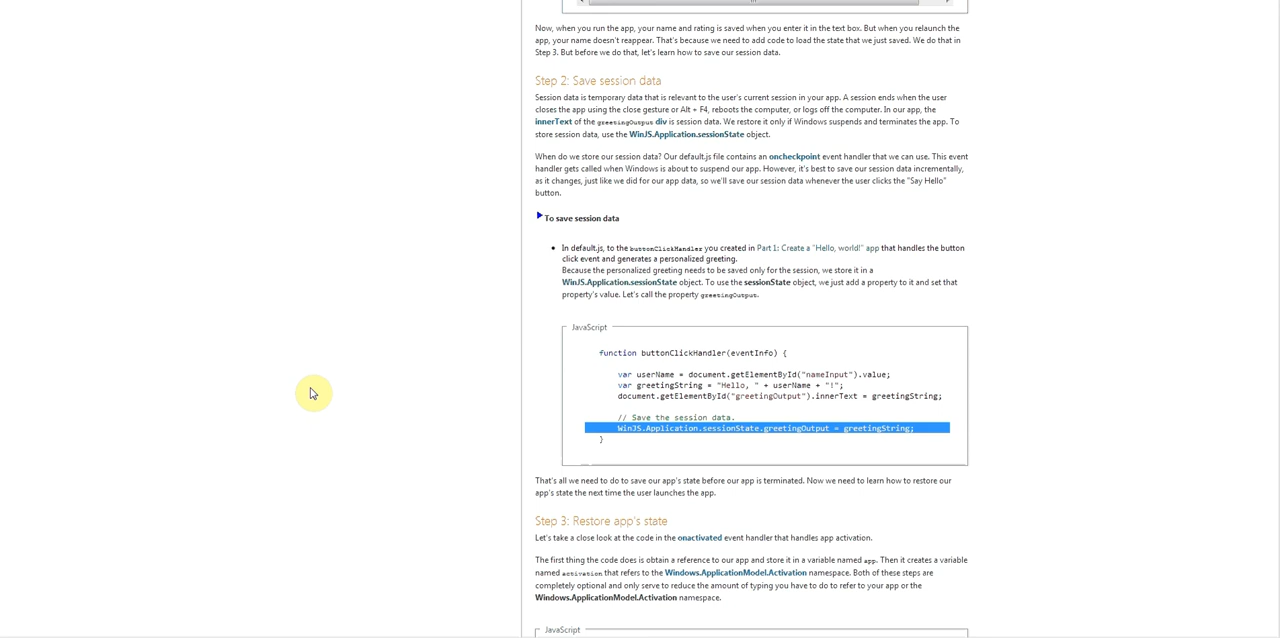 Now, when you run the app, your name and rating is saved when you enter it in the text box. But when you relaunch the
app, your name doesn't reappear. That's because we need to add code to load the state that we just saved. We do that in
Step 3. But before we do that, let's learn how to save our session data.
Step 2: Save session data
Session data is temporary data that is relevant to the user's current session in your app. A session ends when the user
closes the app using the close gesture or Alt + F4, reboots the computer, or logs off the computer. In our app, the
innerText of the greetingOutput div is session data. We restore it only if Windows suspends and terminates the app. To
store session data, use the WinJS.Application.sessionState object.
When do we store our session data? Our default.js file contains an oncheckpoint event handler that we can use. This event
handler gets called when Windows is about to suspend our app. However, it's best to save our session data incrementally,
as it changes, just like we did for our app data, so we'll save our session data whenever the user clicks the "Say Hello"
button.
To save session data
• In default.js, to the buttonClickHandler you created in Part 1: Create a "Hello, world!" app that handles the button
click event and generates a personalized greeting.
Because the personalized greeting needs to be saved only for the session, we store it in a
WinJS.Application.sessionState object. To use the sessionState object, we just add a property to it and set that
property's value. Let's call the property greetingOutput.
JavaScript
function buttonClickHandler(eventInfo) {
var userName = document.getElementById("nameInput").value;
var greetingString = "Hello, " + userName + "!";
document.getElementById("greetingOutput").innerText = greetingString;
// Save the session data.
WinJS.Application.sessionState.greetingOutput = greetingString;
}
That's all we need to do to save our app's state before our app is terminated. Now we need to learn how to restore our
app's state the next time the user launches the app.
Step 3: Restore app's state
Let's take a close look at the code in the onactivated event handler that handles app activation.
The first thing the code does is obtain a reference to our app and store it in a variable named app. Then it creates a variable
named activation that refers to the Windows.ApplicationModel.Activation namespace. Both of these steps are
completely optional and only serve to reduce the amount of typing you have to do to refer to your app or the
Windows.ApplicationModel.Activation namespace.
JavaScript